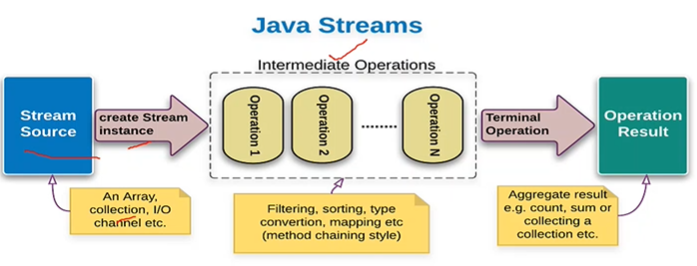 Java Streams
Intermediate Operations
Stream
Source
create Stream
instance
Operation 1
Operation 2
Operation N
Terminal
Operation
Operation
Result
An Array,
collection, I/O
channel etc.
Filtering, sorting, type
convertion, mapping etc
(method chaining style)
Aggregate result
e.g. count, sum or
collecting a
collection etc.